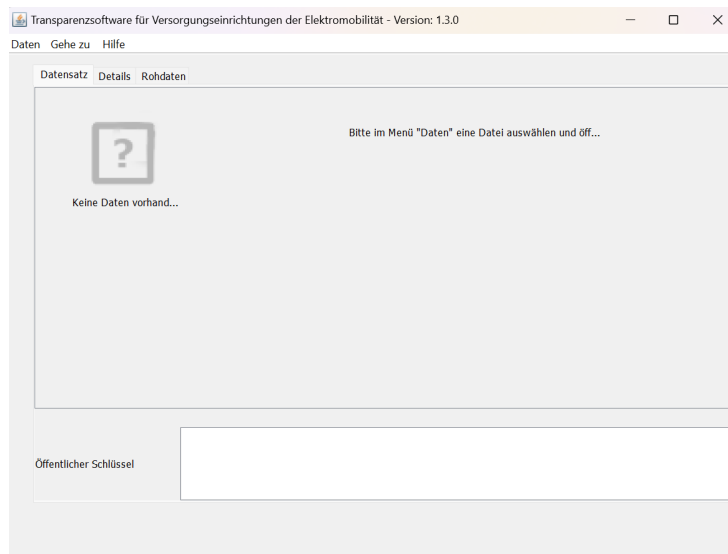 Transparenzsoftware für Versorgungseinrichtungen der Elektromobilität - Version: 1.3.0
Daten Gehe zu Hilfe
Datensatz Details Rohdaten
?
Bitte im Menü "Daten" eine Datei auswählen und öff...
Keine Daten vorhand...
Öffentlicher Schlüssel